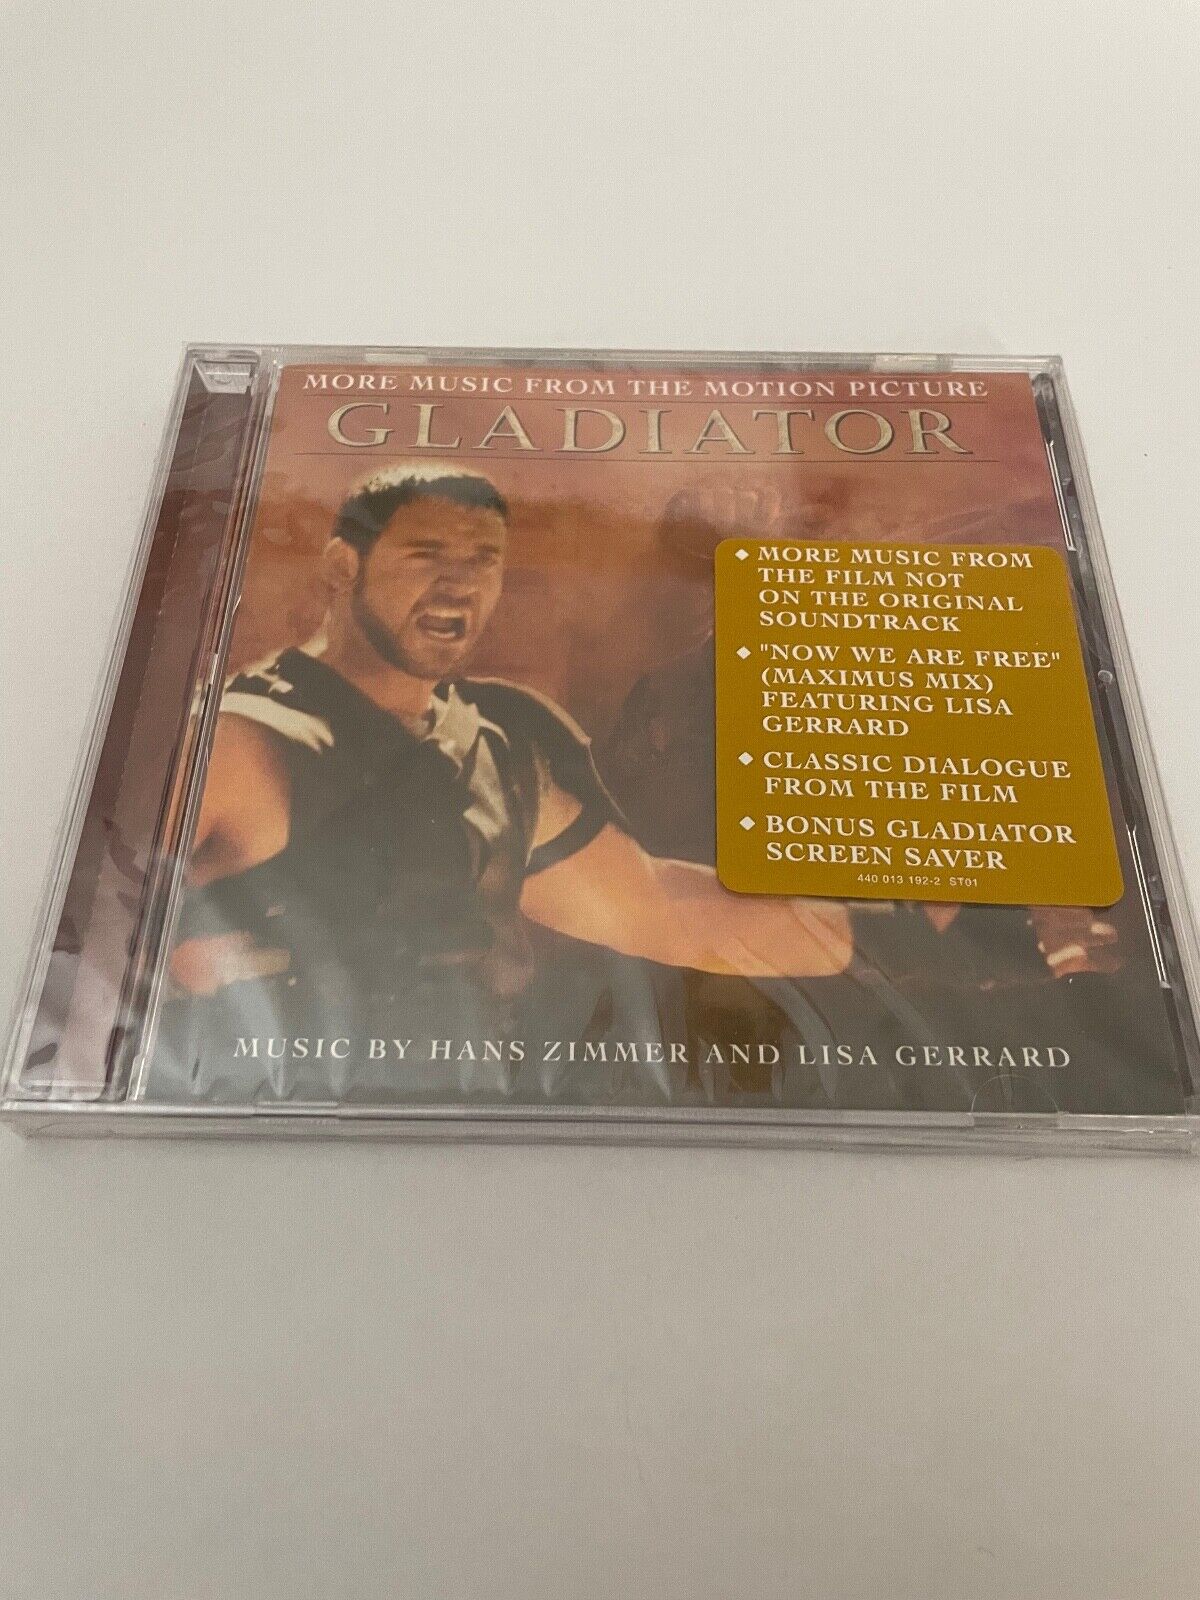 MORE MUSIC FROM THE MOTION PICTURE
GLADIATOR
◆ MORE MUSIC FROM
THE FILM NOT
ON THE ORIGINAL
SOUNDTRACK
◆ "NOW WE ARE FREE"
(MAXIMUS MIX)
FEATURING LISA
GERRARD
◆ CLASSIC DIALOGUE
FROM THE FILM
◆ BONUS GLADIATOR
SCREEN SAVER
440 013 192-2 ST01
MUSIC BY HANS ZIMMER AND LISA GERRARD